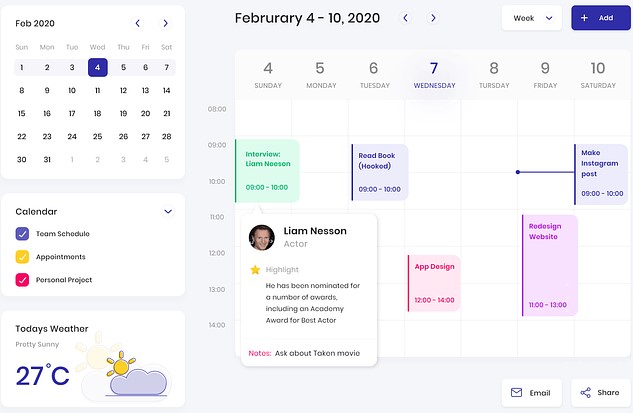 Fob 2020
Sun Mon Tue Wed Thu Fri Sat
1 2 3 4 5 6 7
8 9 10 11 12 13 14
15 16 17 18 19 20 21
22 23 24 25 26 27 28
30 31 1 2 3 4 5
Calendar
Team Schedule
Appointments
Personal Project
Todays Weather
Pretty Sunny
27°C
Februrary 4 - 10, 2020
Week
+ Add
4 5 6 7 8 9 10
SUNDAY MONDAY TUESDAY WEDNESDAY TUESDAY FRIDAY SATURDAY
08:00
09:00
10:00
11:00
12:00
13:00
14:00
Interview:
Liam Neeson
09:00 - 10:00
Read Book
(Hooked)
09:00 - 10:00
Make
Instagram
post
09:00 - 10:00
Redesign
Website
11:00 - 13:00
App Design
12:00 - 14:00
Liam Nesson
Actor
Highlight
He has been nominated for
a number of awards,
including an Academy
Award for Best Actor
Notes: Ask about Taken movie
Email
Share